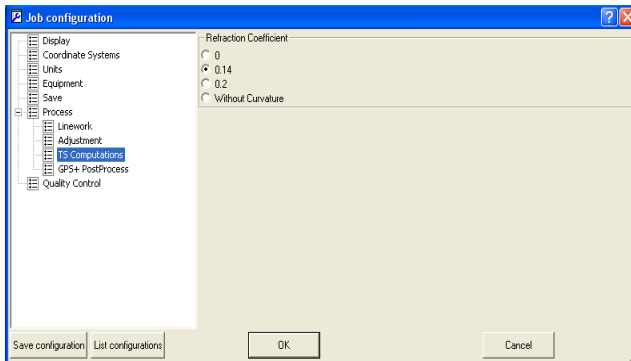 Job configuration
Display
Coordinate Systems
Units
Equipment
Save
Process
Linework
Adjustment
TS Computations
GPS+ PostProcess
Quality Control
Refraction Coefficient
0
0.14
0.2
Without Curvature
Save configuration
List configurations
OK
Cancel